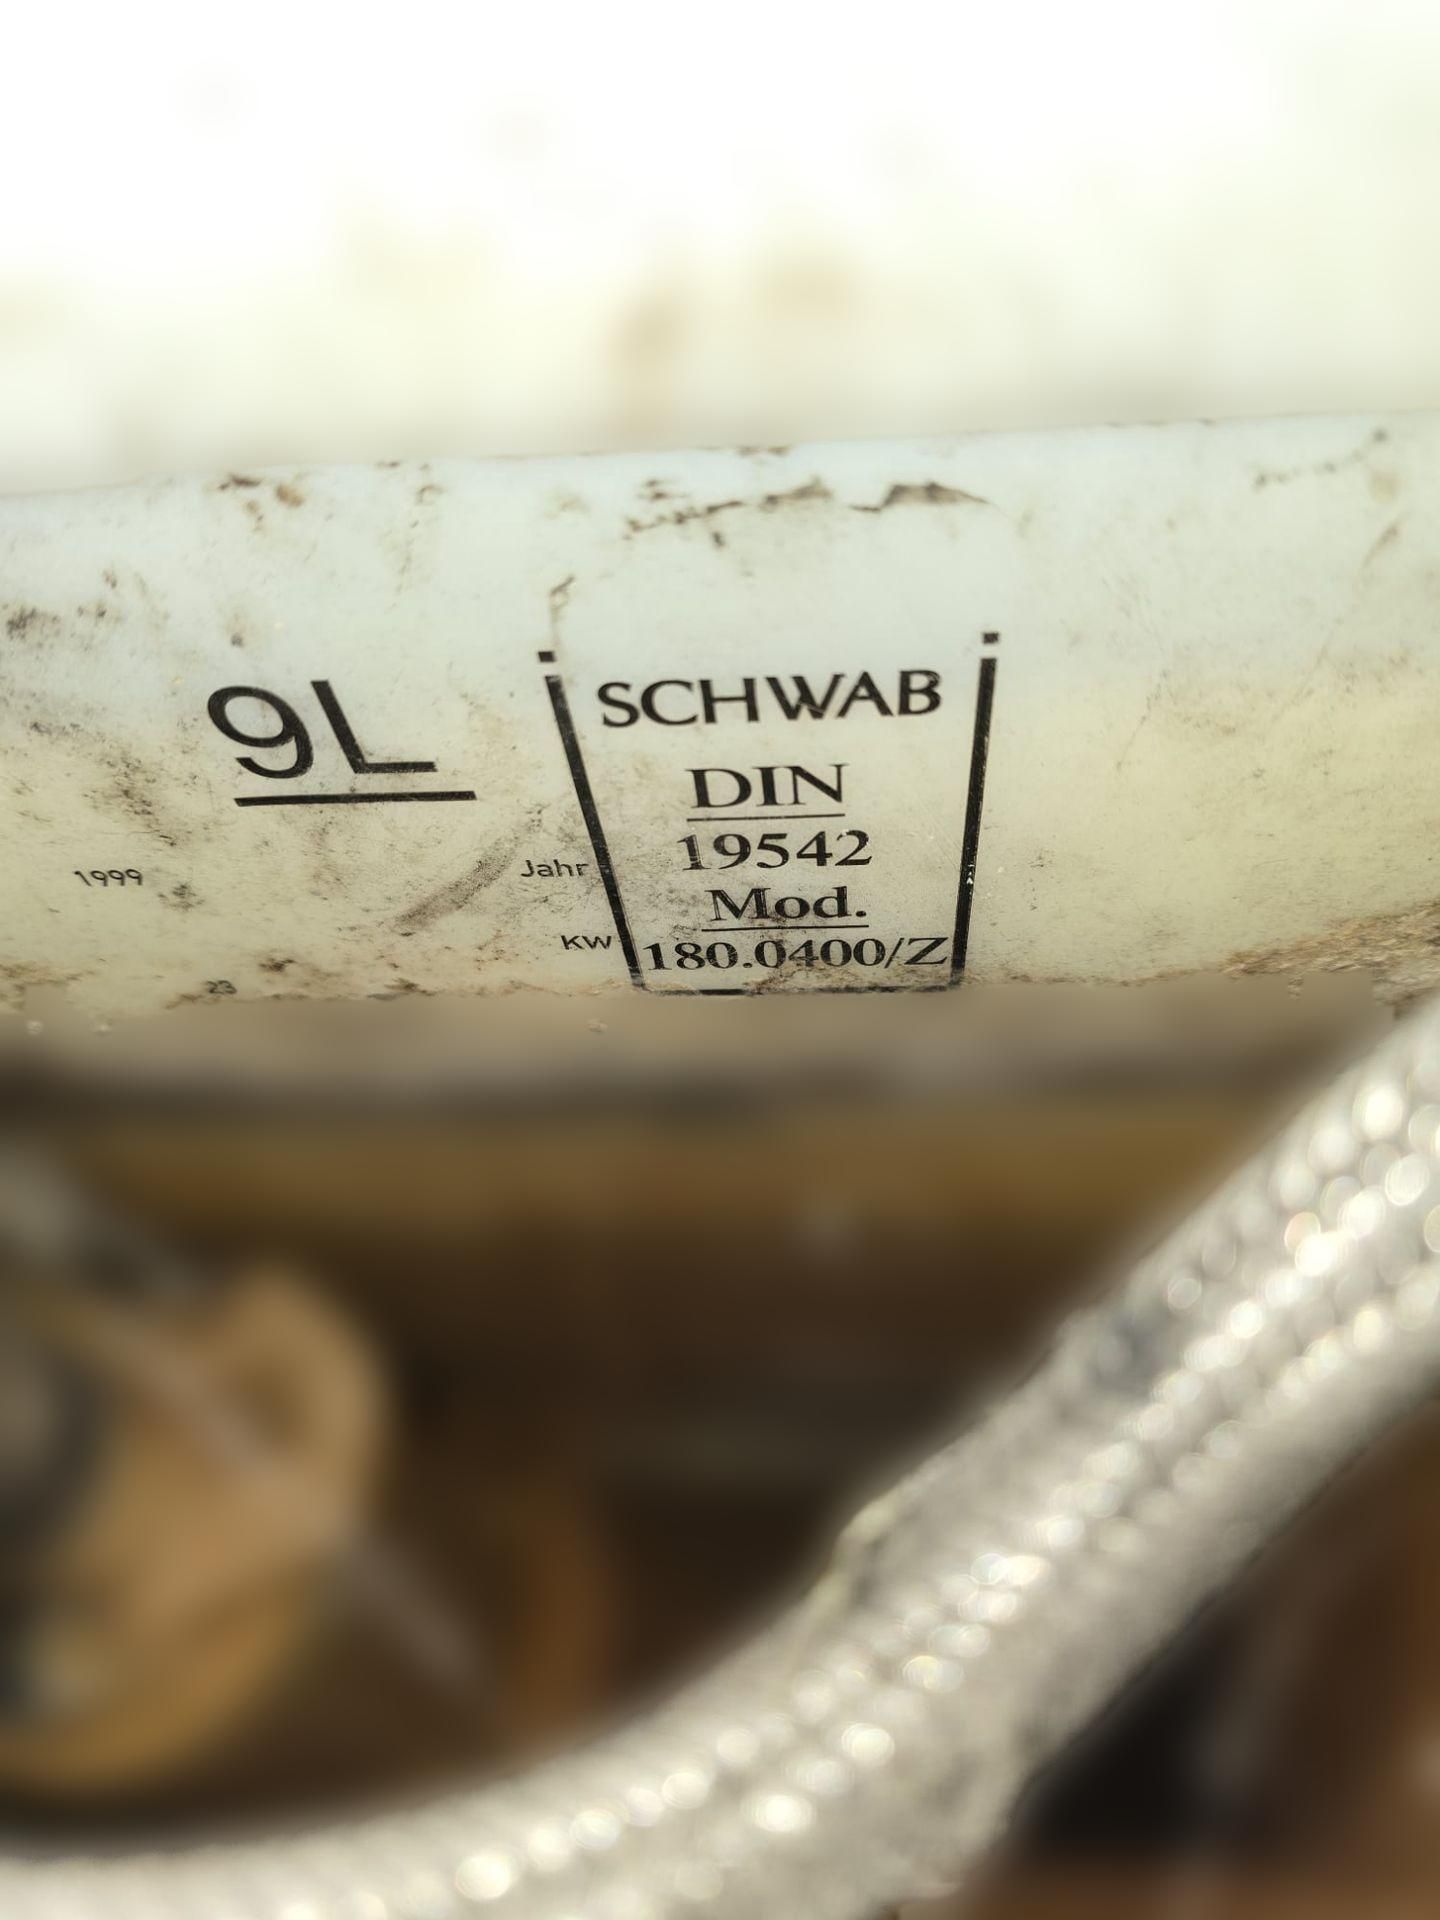 9L
SCHWAB
DIN
19542
1999 Jahr
Mod.
KW
180.0400/Z
23